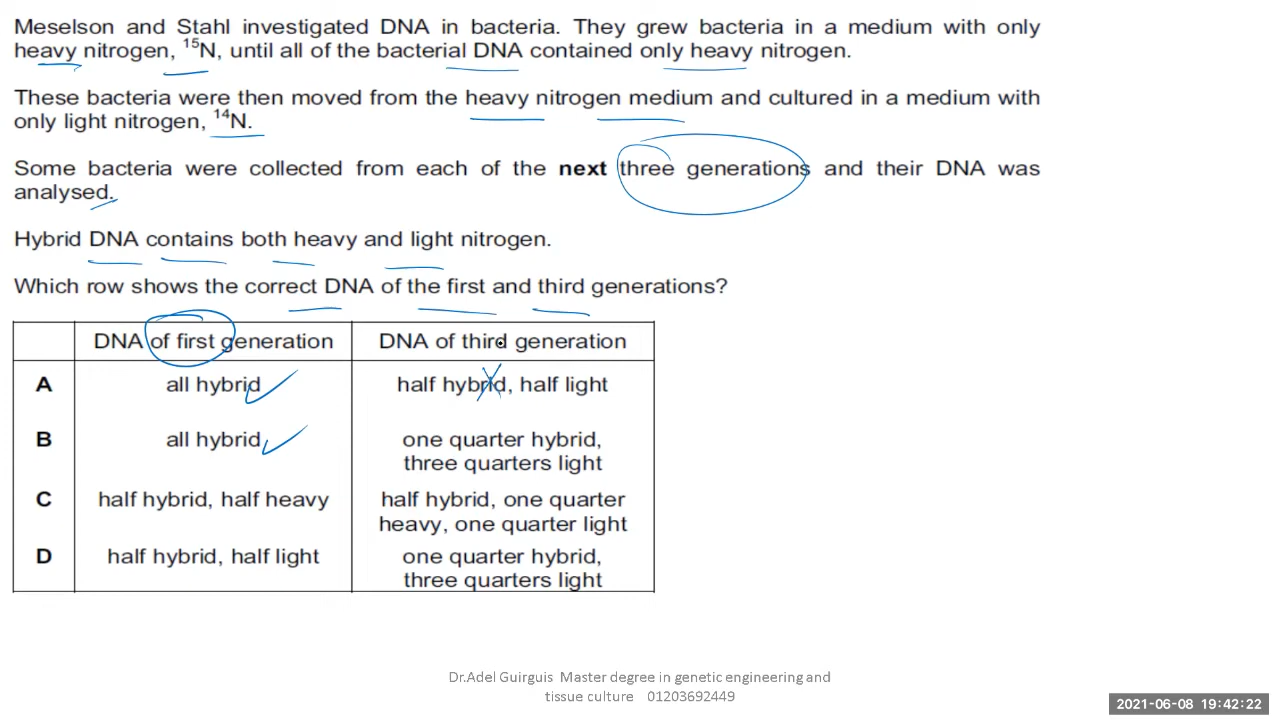 Meselson and Stahl investigated DNA in bacteria. They grew bacteria in a medium with only
heavy nitrogen, ¹⁵N, until all of the bacterial DNA contained only heavy nitrogen.
These bacteria were then moved from the heavy nitrogen medium and cultured in a medium with
only light nitrogen, ¹⁴N.
Some bacteria were collected from each of the next three generations and their DNA was
analysed.
Hybrid DNA contains both heavy and light nitrogen.
Which row shows the correct DNA of the first and third generations?
DNA of first generation DNA of third generation
A all hybrid half hybrid, half light
B all hybrid one quarter hybrid,
three quarters light
C half hybrid, half heavy half hybrid, one quarter
heavy, one quarter light
D half hybrid, half light one quarter hybrid,
three quarters light
Dr.Adel Guirguis Master degree in genetic engineering and
tissue culture 01203692449
2021-06-08 19:42:22